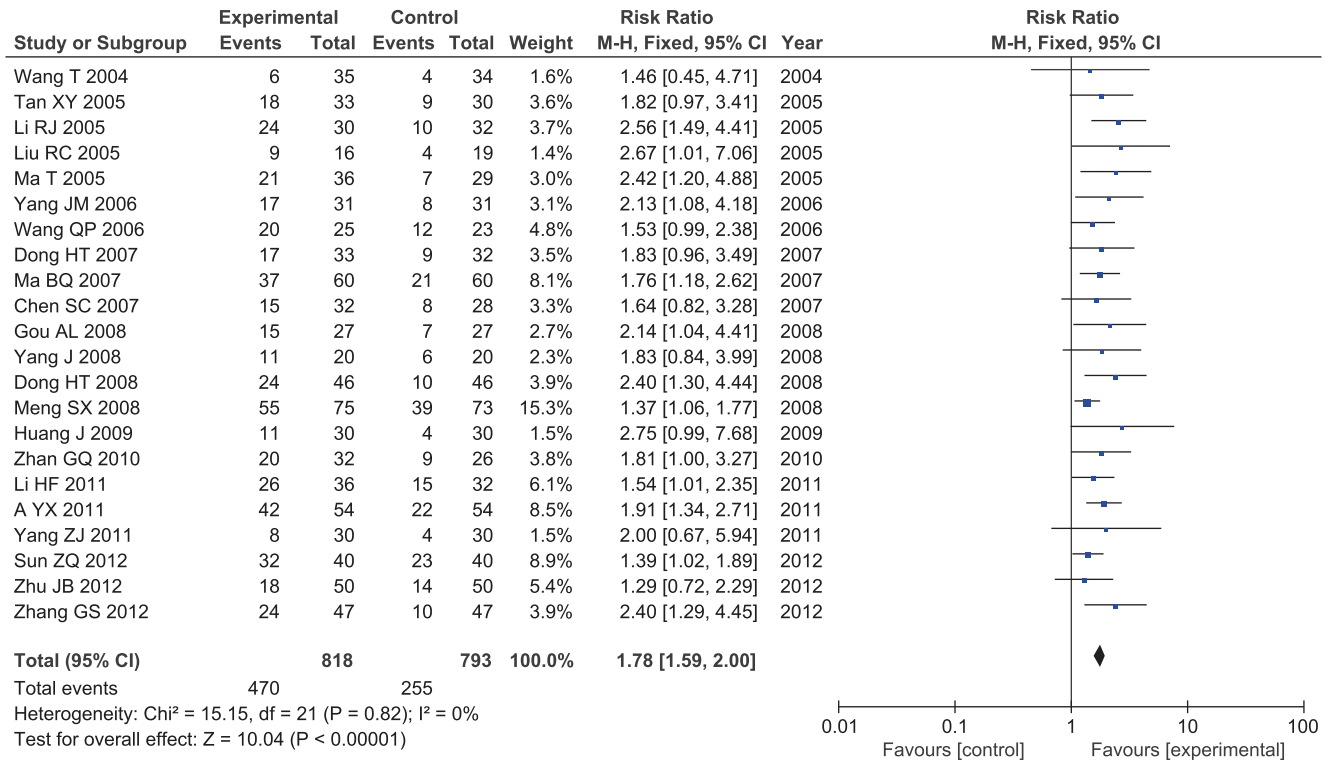 Experimental Control Risk Ratio Risk Ratio
Study or Subgroup Events Total Events Total Weight M-H, Fixed, 95% CI Year M-H, Fixed, 95% CI
Wang T 2004 6 35 4 34 1.6% 1.46 [0.45, 4.71] 2004
Tan XY 2005 18 33 9 30 3.6% 1.82 [0.97, 3.41] 2005
Li RJ 2005 24 30 10 32 3.7% 2.56 [1.49, 4.41] 2005
Liu RC 2005 9 16 4 19 1.4% 2.67 [1.01, 7.06] 2005
Ma T 2005 21 36 7 29 3.0% 2.42 [1.20, 4.88] 2005
Yang JM 2006 17 31 8 31 3.1% 2.13 [1.08, 4.18] 2006
Wang QP 2006 20 25 12 23 4.8% 1.53 [0.99, 2.38] 2006
Dong HT 2007 17 33 9 32 3.5% 1.83 [0.96, 3.49] 2007
Ma BQ 2007 37 60 21 60 8.1% 1.76 [1.18, 2.62] 2007
Chen SC 2007 15 32 8 28 3.3% 1.64 [0.82, 3.28] 2007
Gou AL 2008 15 27 7 27 2.7% 2.14 [1.04, 4.41] 2008
Yang J 2008 11 20 6 20 2.3% 1.83 [0.84, 3.99] 2008
Dong HT 2008 24 46 10 46 3.9% 2.40 [1.30, 4.44] 2008
Meng SX 2008 55 75 39 73 15.3% 1.37 [1.06, 1.77] 2008
Huang J 2009 11 30 4 30 1.5% 2.75 [0.99, 7.68] 2009
Zhan GQ 2010 20 32 9 26 3.8% 1.81 [1.00, 3.27] 2010
Li HF 2011 26 36 15 32 6.1% 1.54 [1.01, 2.35] 2011
A YX 2011 42 54 22 54 8.5% 1.91 [1.34, 2.71] 2011
Yang ZJ 2011 8 30 4 30 1.5% 2.00 [0.67, 5.94] 2011
Sun ZQ 2012 32 40 23 40 8.9% 1.39 [1.02, 1.89] 2012
Zhu JB 2012 18 50 14 50 5.4% 1.29 [0.72, 2.29] 2012
Zhang GS 2012 24 47 10 47 3.9% 2.40 [1.29, 4.45] 2012
Total (95% CI) 818 793 100.0% 1.78 [1.59, 2.00]
Total events 470 255
Heterogeneity: Chi² = 15.15, df = 21 (P = 0.82); I² = 0%
Test for overall effect: Z = 10.04 (P < 0.00001)
0.01 0.1 1 10 100
Favours [control] Favours [experimental]